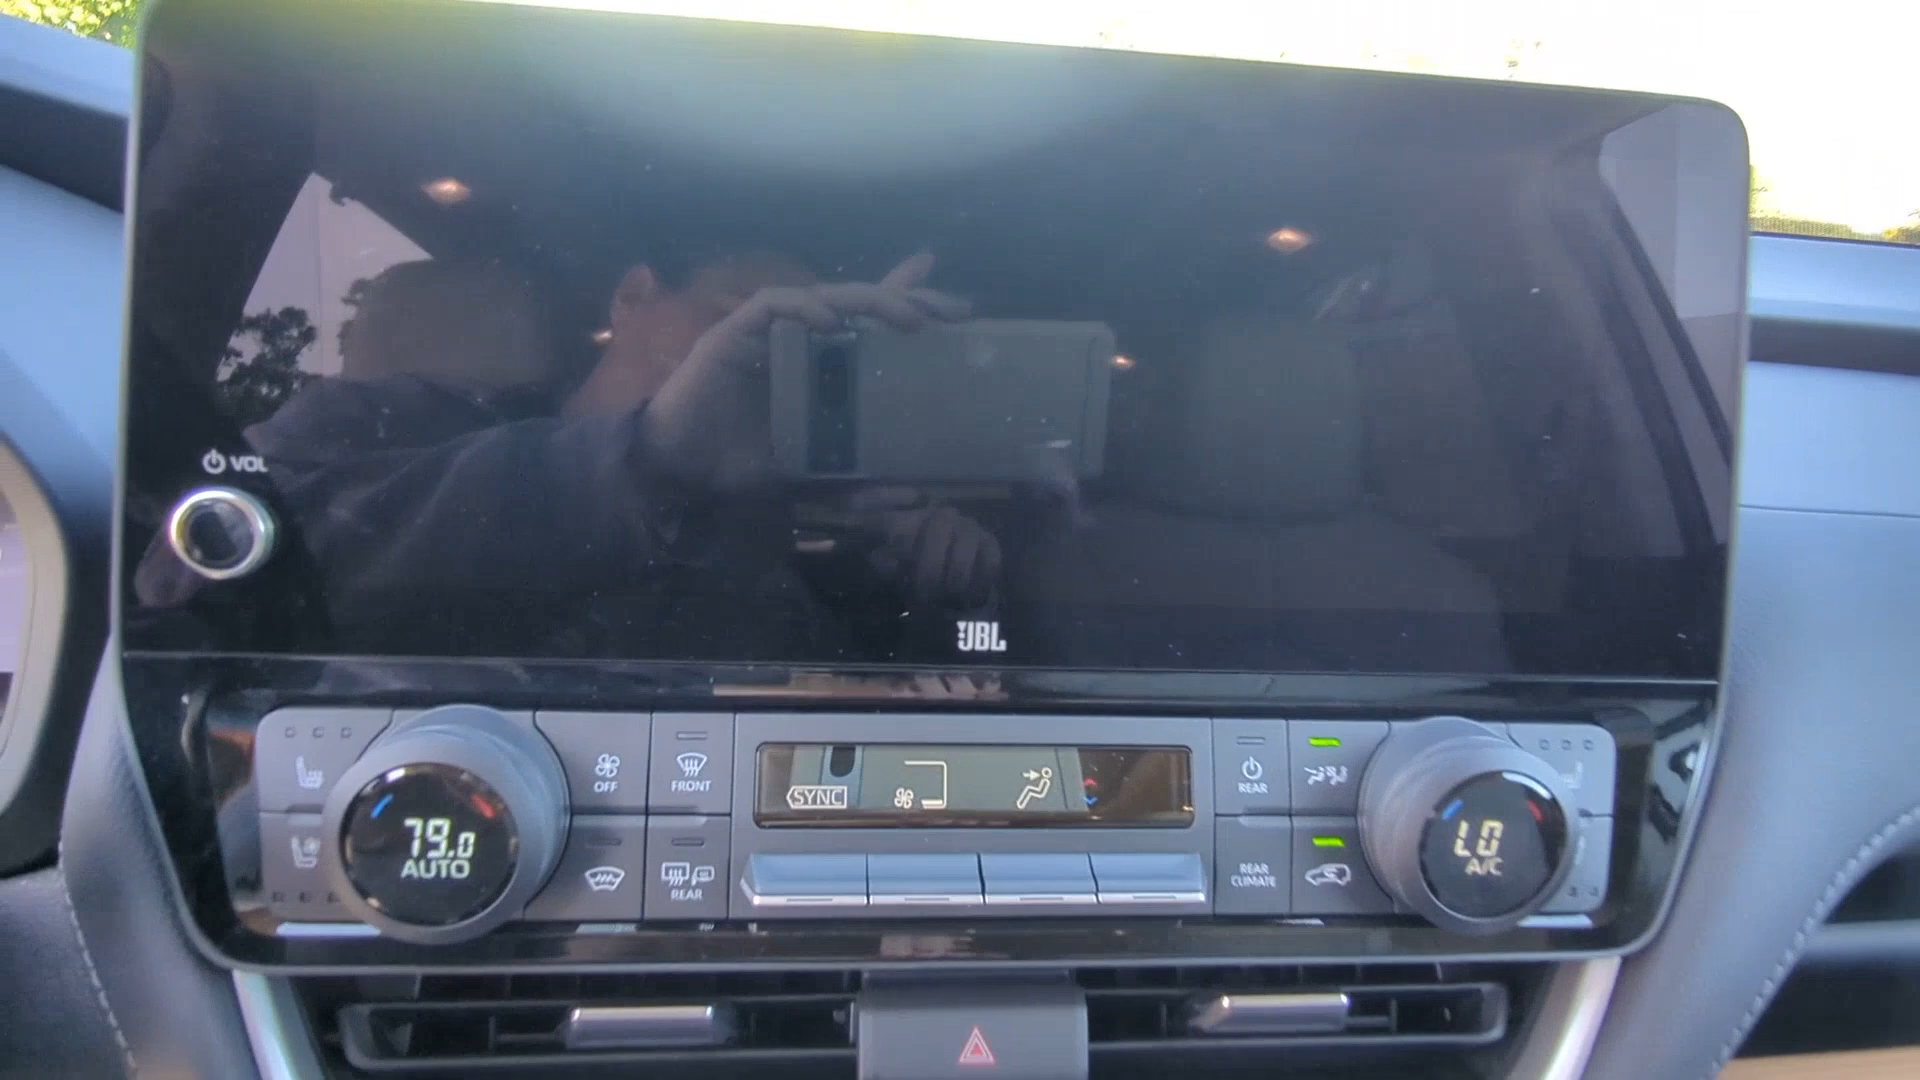 VOL
JBL
79.0
AUTO
OFF
FRONT
REAR
SYNC
REAR
REAR
CLIMATE
LO
A/C